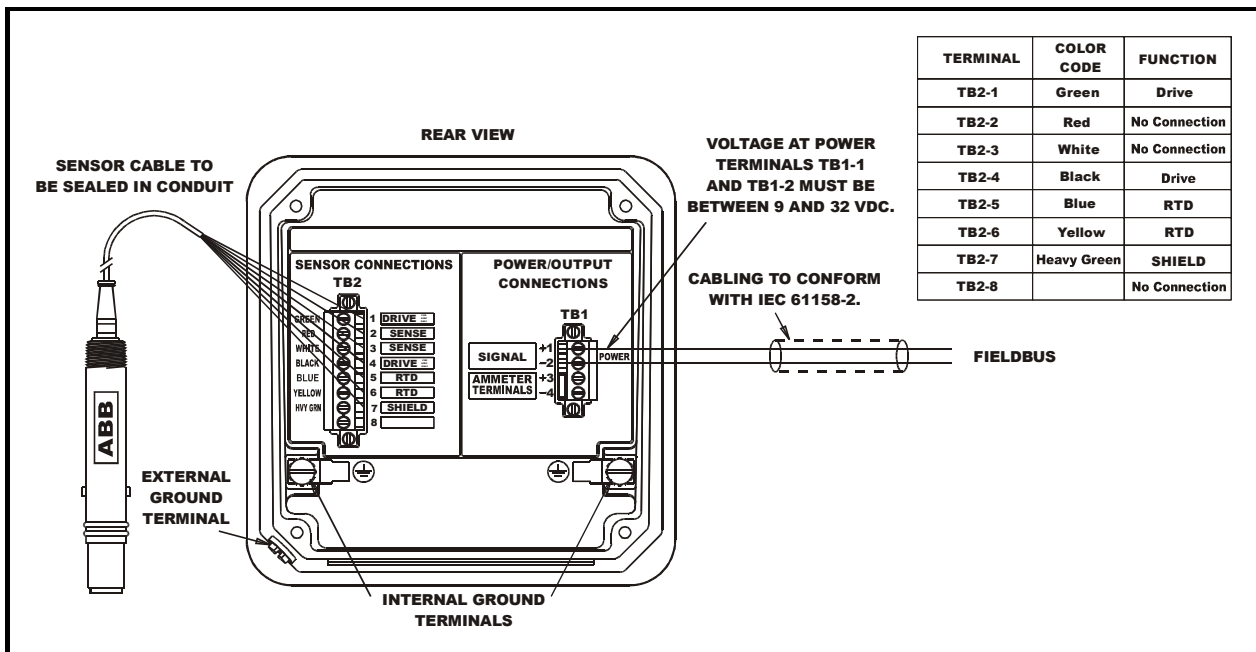 REAR VIEW
SENSOR CABLE TO
BE SEALED IN CONDUIT
VOLTAGE AT POWER
TERMINALS TB1-1
AND TB1-2 MUST BE
BETWEEN 9 AND 32 VDC.
CABLING TO CONFORM
WITH IEC 61158-2.
FIELDBUS
SENSOR CONNECTIONS
TB2
GREEN 1 DRIVE
RED 2 SENSE
WHITE 3 SENSE
BLACK 4 DRIVE
BLUE 5 RTD
YELLOW 6 RTD
HVY GRN 7 SHIELD
8
POWER/OUTPUT
CONNECTIONS
TB1
SIGNAL +1 POWER
−2
AMMETER +3
TERMINALS −4
ABB
EXTERNAL
GROUND
TERMINAL
INTERNAL GROUND
TERMINALS
TERMINAL COLOR CODE FUNCTION
TB2-1 Green Drive
TB2-2 Red No Connection
TB2-3 White No Connection
TB2-4 Black Drive
TB2-5 Blue RTD
TB2-6 Yellow RTD
TB2-7 Heavy Green SHIELD
TB2-8 No Connection